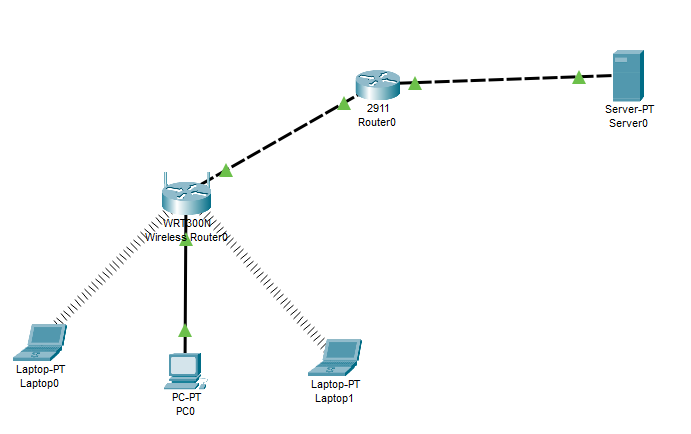 2911
Router0
Server-PT
Server0
WRT300N
Wireless Router0
Laptop-PT
Laptop0
PC-PT
PC0
Laptop-PT
Laptop1